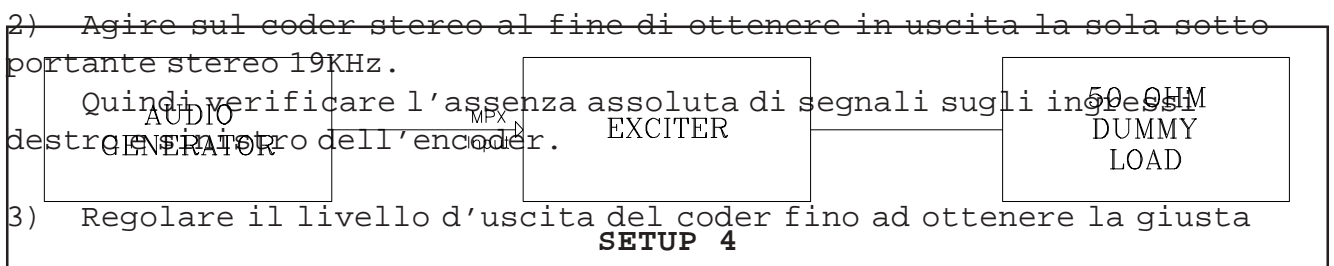 2) Agire sul coder stereo al fine di ottenere in uscita la sola sotto
portante stereo 19KHz.
Quindi verificare l'assenza assoluta di segnali sugli ingressi
destro e sinistro dell'encoder.
AUDIO
GENERATOR
MPX
Input
EXCITER
50 OHM
DUMMY
LOAD
3) Regolare il livello d'uscita del coder fino ad ottenere la giusta
SETUP 4